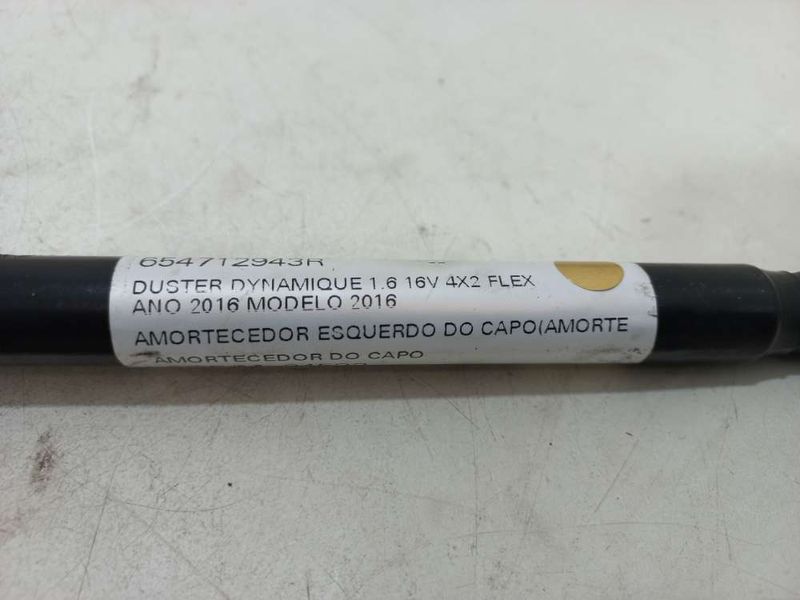 654712943R
DUSTER DYNAMIQUE 1.6 16V 4X2 FLEX
ANO 2016 MODELO 2016
AMORTECEDOR ESQUERDO DO CAPO(AMORTE
AMORTECEDOR DO CAPO